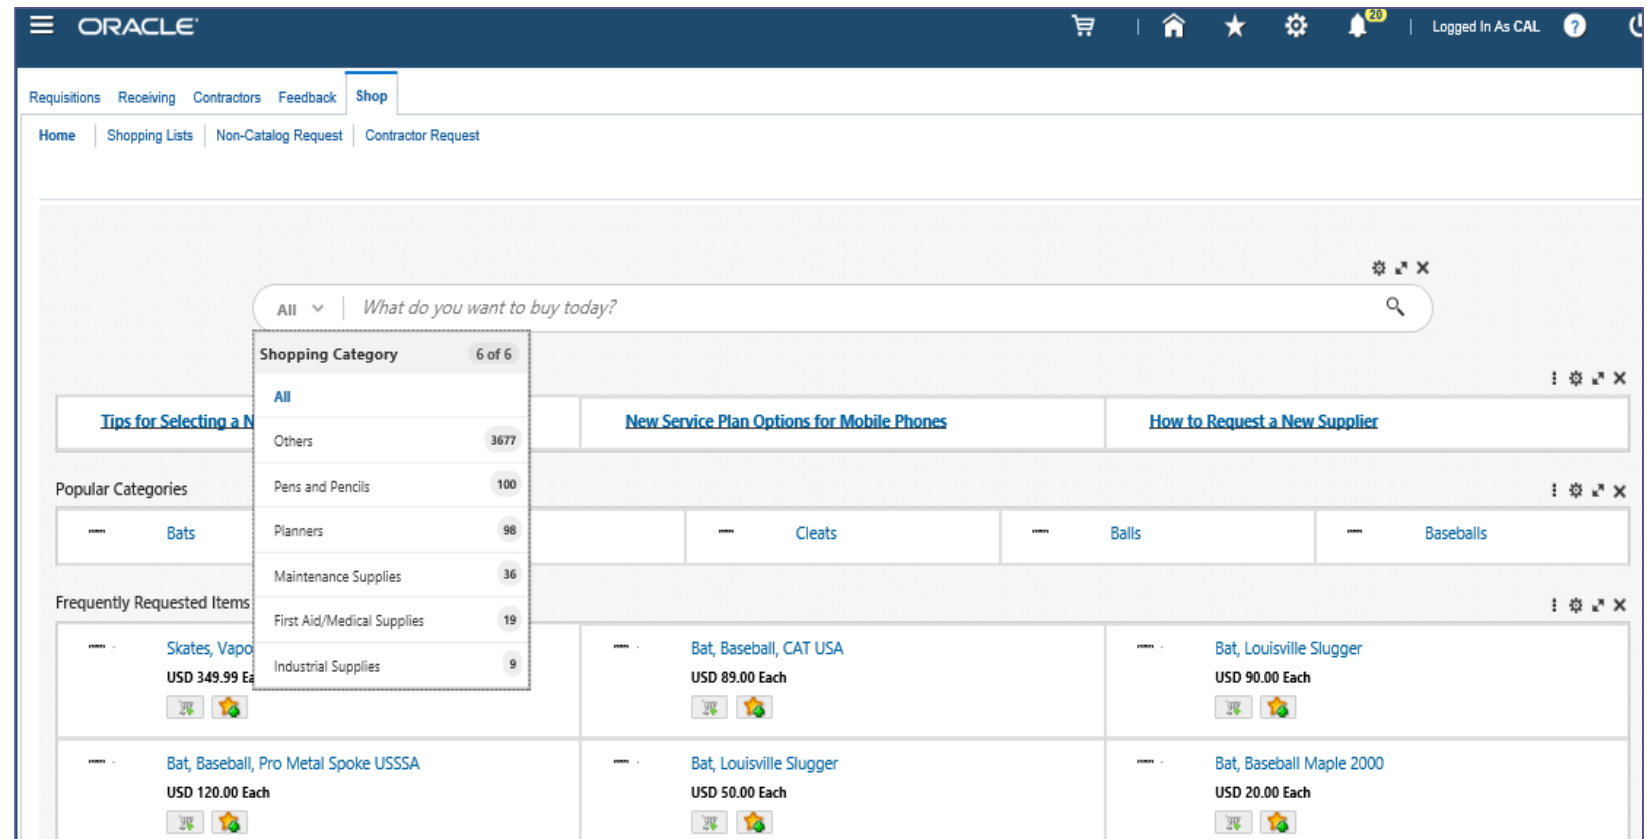 ORACLE
20
Logged In As CAL
?
Requisitions Receiving Contractors Feedback Shop
Home Shopping Lists Non-Catalog Request Contractor Request
All What do you want to buy today?
Shopping Category 6 of 6
All
Others 3677
Pens and Pencils 100
Planners 98
Maintenance Supplies 36
First Aid/Medical Supplies 19
Industrial Supplies 9
Tips for Selecting a N
New Service Plan Options for Mobile Phones
How to Request a New Supplier
Popular Categories
Bats
Cleats
Balls
Baseballs
Frequently Requested Items
Skates, Vapo
USD 349.99 Ea
Bat, Baseball, CAT USA
USD 89.00 Each
Bat, Louisville Slugger
USD 90.00 Each
Bat, Baseball, Pro Metal Spoke USSSA
USD 120.00 Each
Bat, Louisville Slugger
USD 50.00 Each
Bat, Baseball Maple 2000
USD 20.00 Each